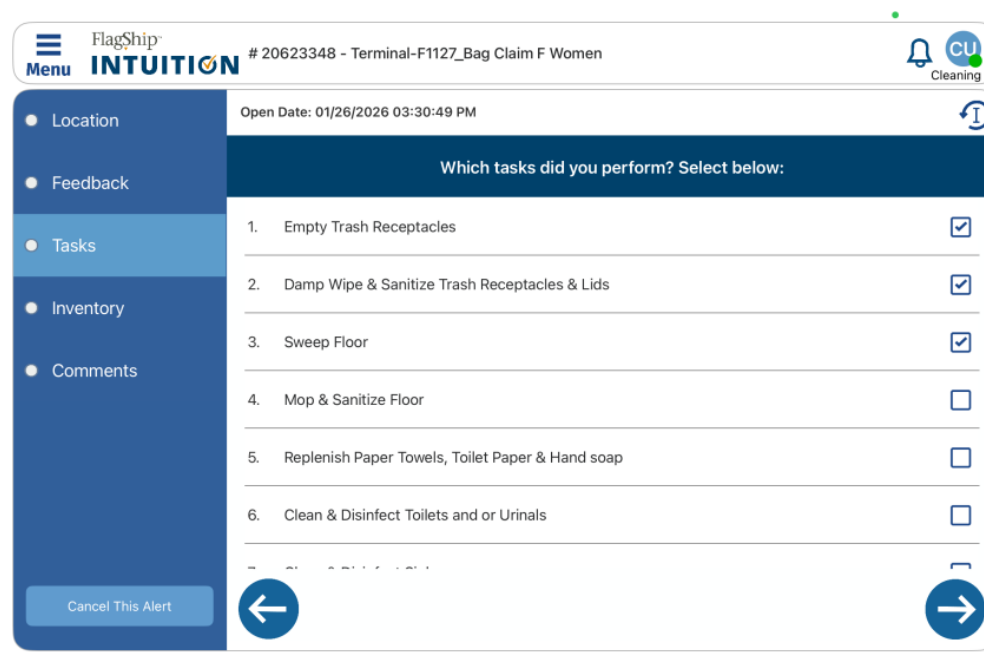 Menu
FlagShip
INTUITION
# 20623348 - Terminal-F1127_Bag Claim F Women
CU
Cleaning
Location
Feedback
Tasks
Inventory
Comments
Cancel This Alert
Open Date: 01/26/2026 03:30:49 PM
Which tasks did you perform? Select below:
1. Empty Trash Receptacles
2. Damp Wipe & Sanitize Trash Receptacles & Lids
3. Sweep Floor
4. Mop & Sanitize Floor
5. Replenish Paper Towels, Toilet Paper & Hand soap
6. Clean & Disinfect Toilets and or Urinals